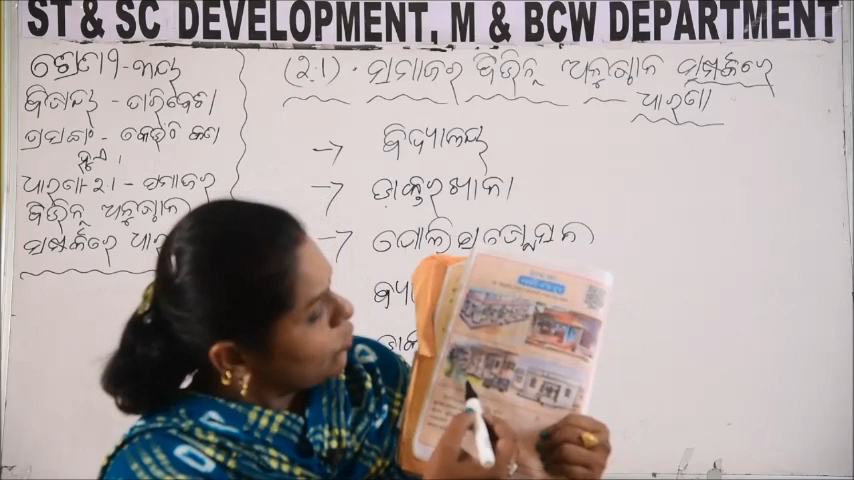 ST & SC DEVELOPMENT, M & BCW DEPARTMENT
ଶ୍ରେଣୀ - ୩ୟ
ବିଷୟ - ପରିବେଶ
ପ୍ରସଙ୍ଗ - କେଉଁଠି କଣ
ହୁଏ ।
ଧାରଣା ୨.୧ - ସମାଜର
ବିଭିନ୍ନ ଅନୁଷ୍ଠାନ
ସମ୍ପର୍କରେ
(୨.୧) . ସମାଜର ବିଭିନ୍ନ ଅନୁଷ୍ଠାନ ସମ୍ପର୍କରେ
ଧାରଣା
→ ବିଦ୍ୟାଳୟ
→ ଡାକ୍ତରଖାନା
→ ପୋଲିସଷ୍ଟେସନ